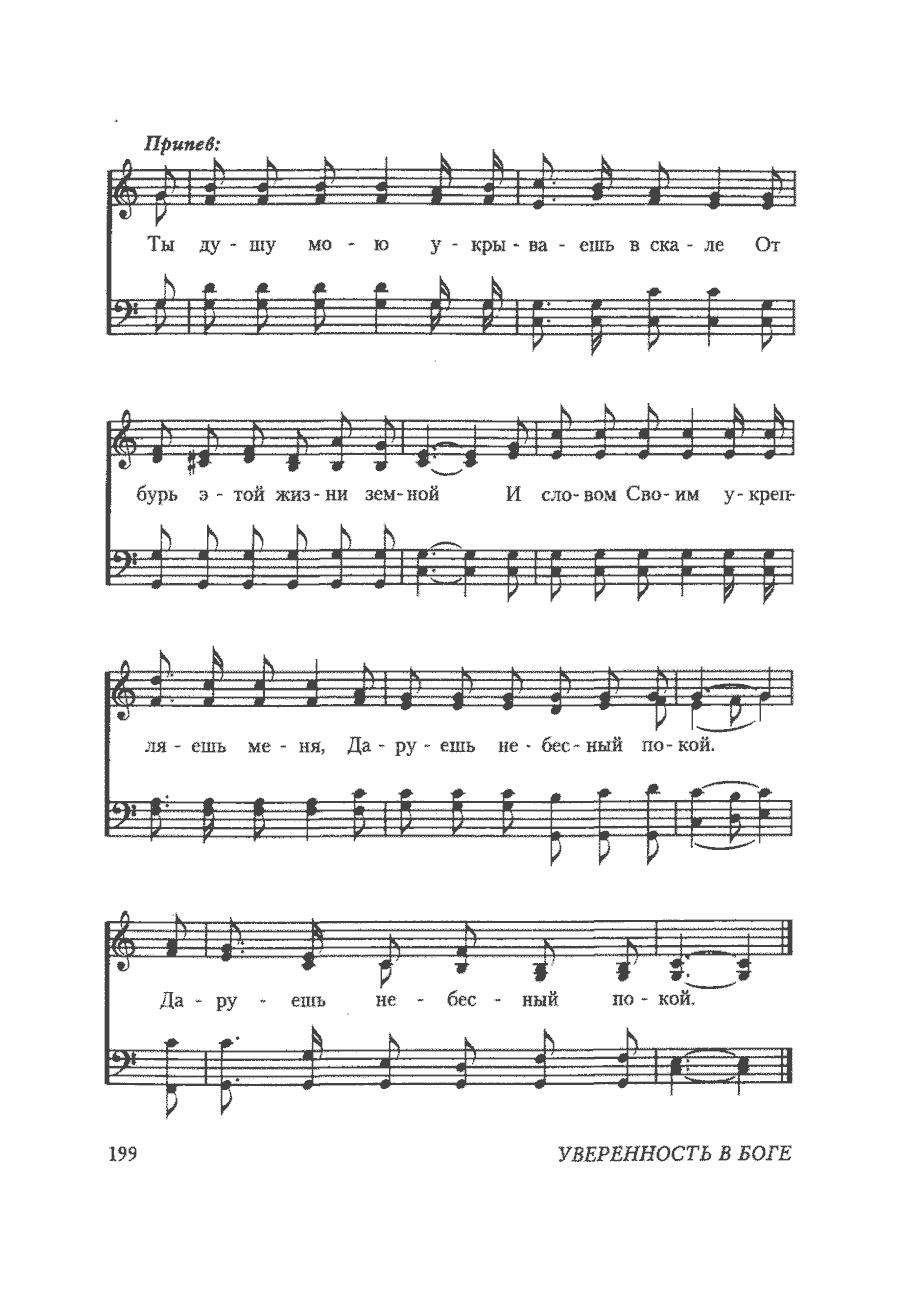 Припев:
Ты ду - шу мо - ю у - кры - ва - ешь в ска - ле От
бурь э - той жиз - ни зем - ной И сло - вом Сво - им у - креп-
ля - ешь ме - ня, Да - ру - ешь не - бес - ный по - кой.
Да - ру - ешь не - бес - ный по - кой.
199 УВЕРЕННОСТЬ В БОГЕ